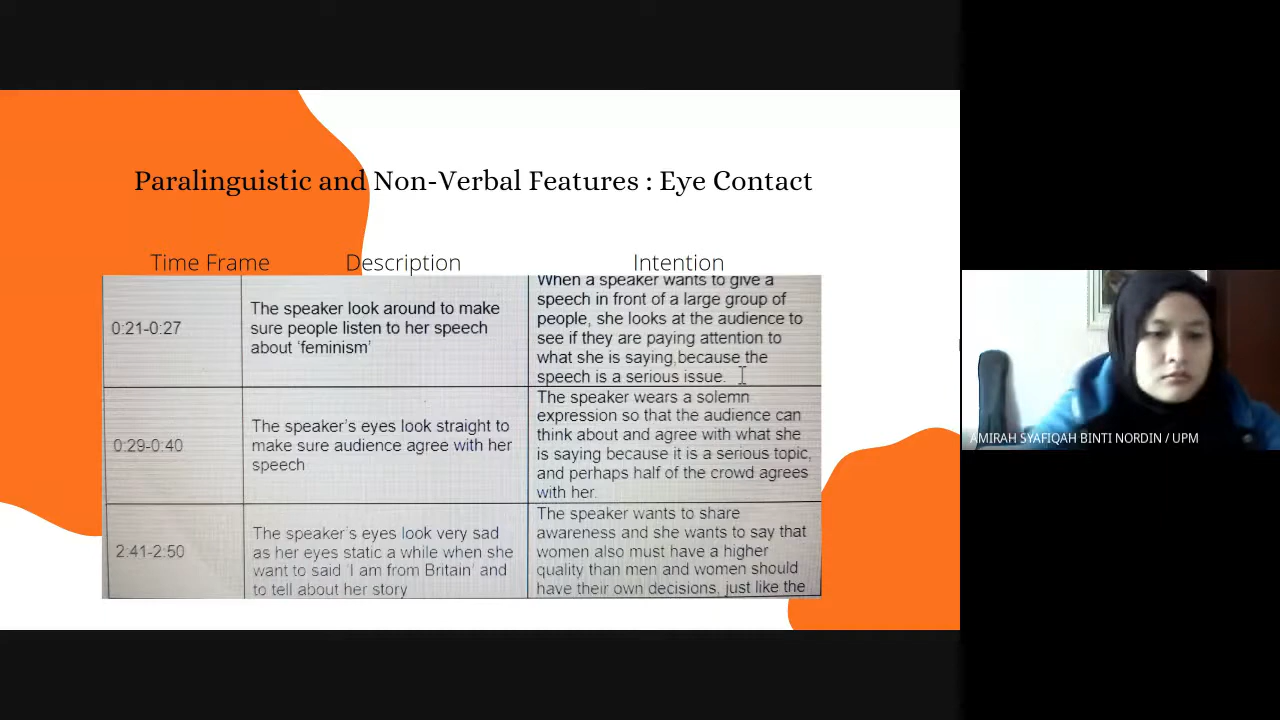 Paralinguistic and Non-Verbal Features : Eye Contact
Time Frame
Description
Intention
0:21-0:27
The speaker look around to make
sure people listen to her speech
about ‘feminism’
When a speaker wants to give a
speech in front of a large group of
people, she looks at the audience to
see if they are paying attention to
what she is saying because the
speech is a serious issue.
0:29-0:40
The speaker’s eyes look straight to
make sure audience agree with her
speech
The speaker wears a solemn
expression so that the audience can
think about and agree with what she
is saying because it is a serious topic,
and perhaps half of the crowd agrees
with her.
2:41-2:50
The speaker’s eyes look very sad
as her eyes static a while when she
want to said ‘I am from Britain’ and
to tell about her story
The speaker wants to share
awareness and she wants to say that
women also must have a higher
quality than men and women should
have their own decisions, just like the
AMIRAH SYAFIQAH BINTI NORDIN / UPM